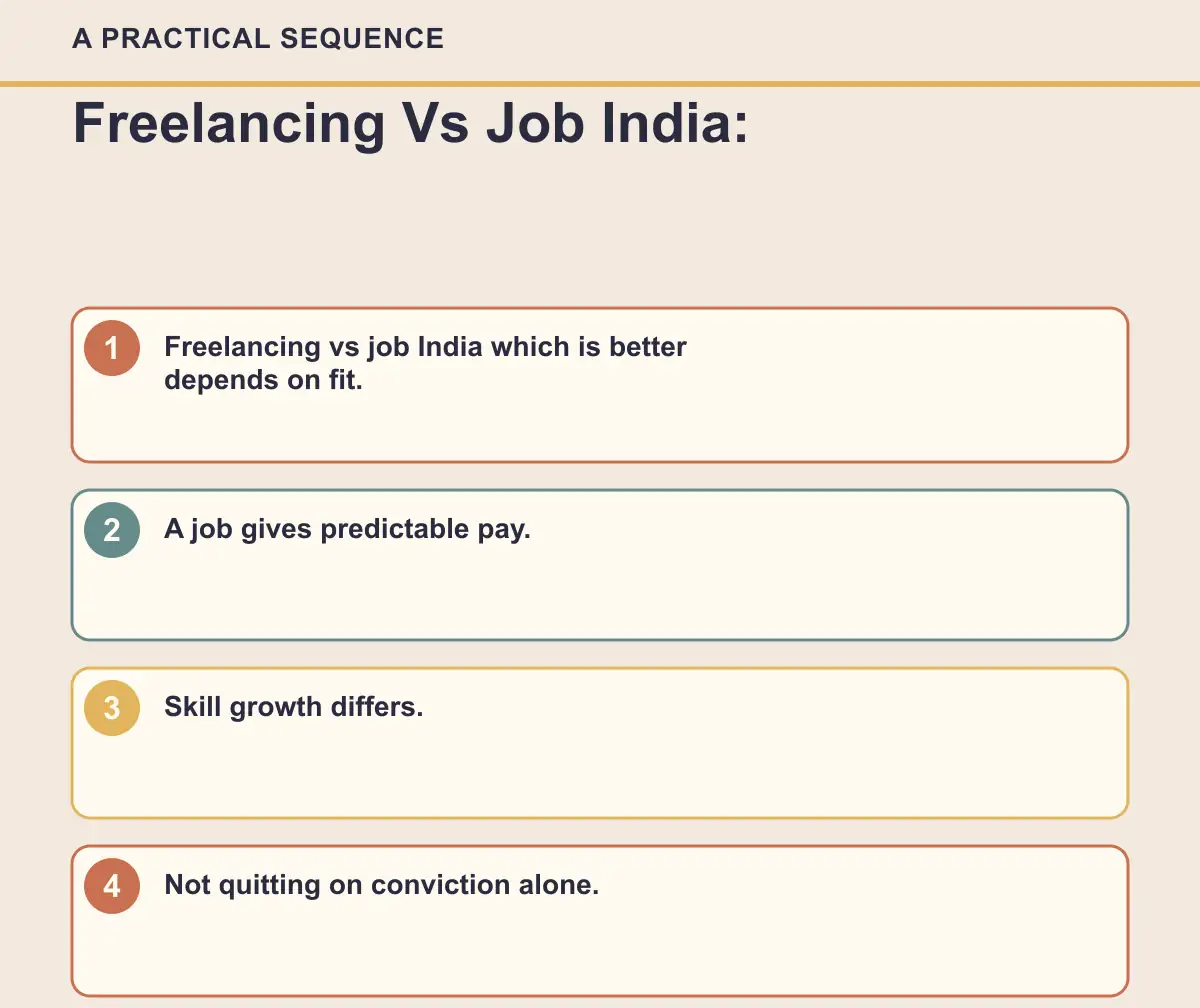 A PRACTICAL SEQUENCE
Freelancing Vs Job India:
1
Freelancing vs job India which is better
depends on fit.
2
A job gives predictable pay.
3
Skill growth differs.
4
Not quitting on conviction alone.